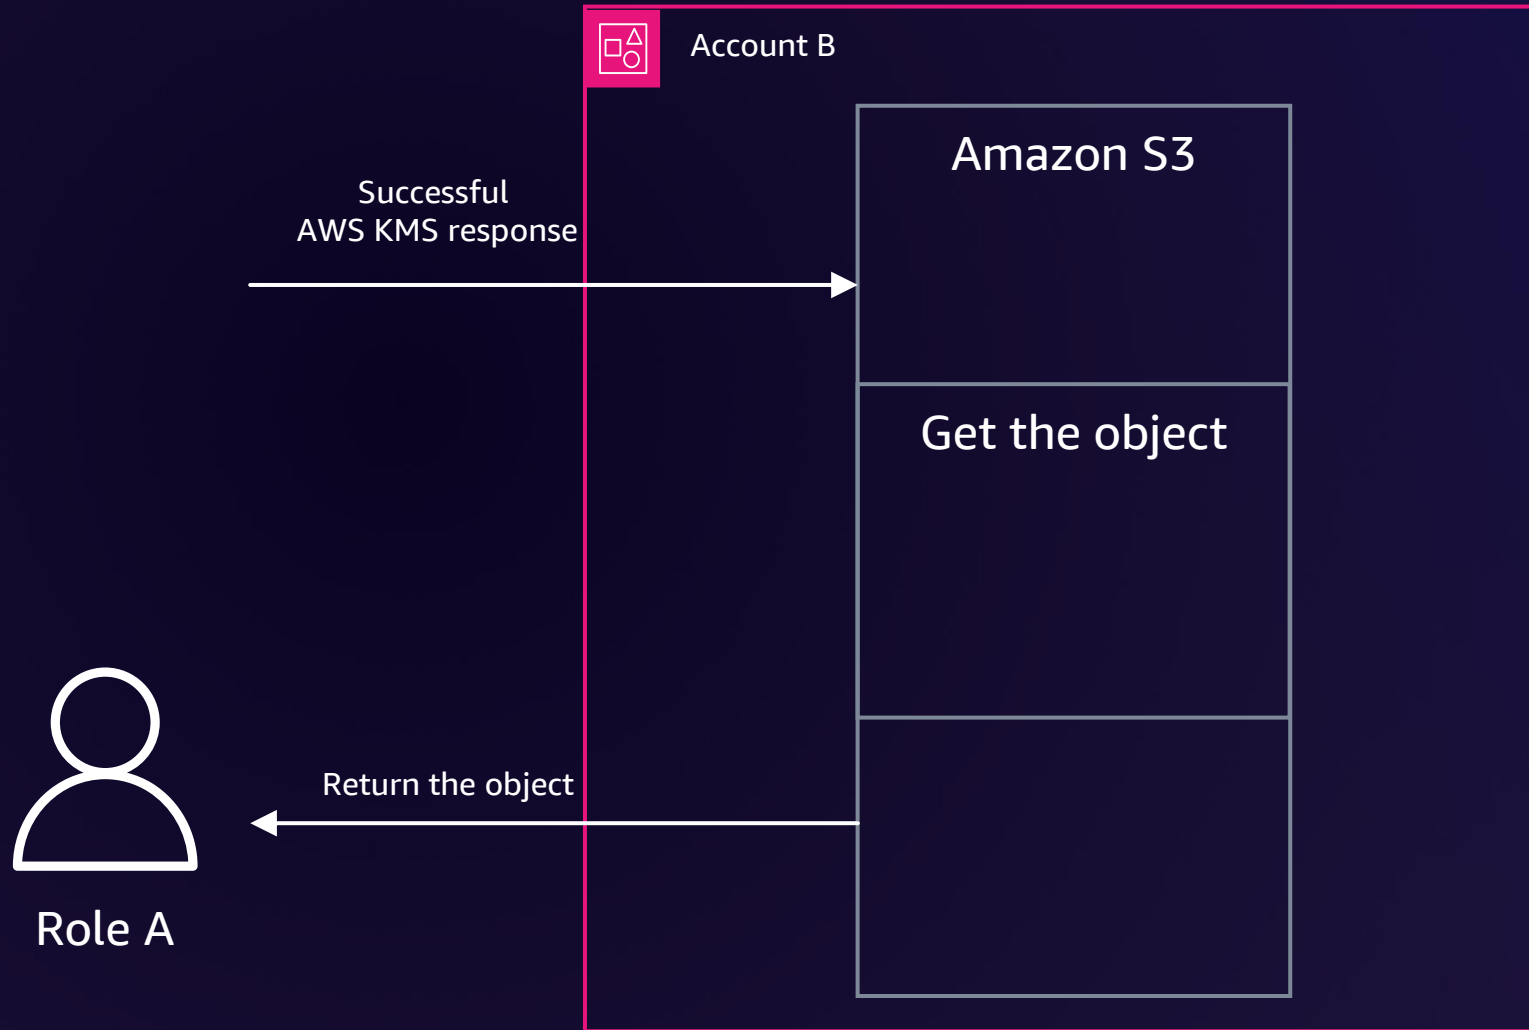 Account B
Amazon S3
Successful
AWS KMS response
Get the object
Return the object
Role A